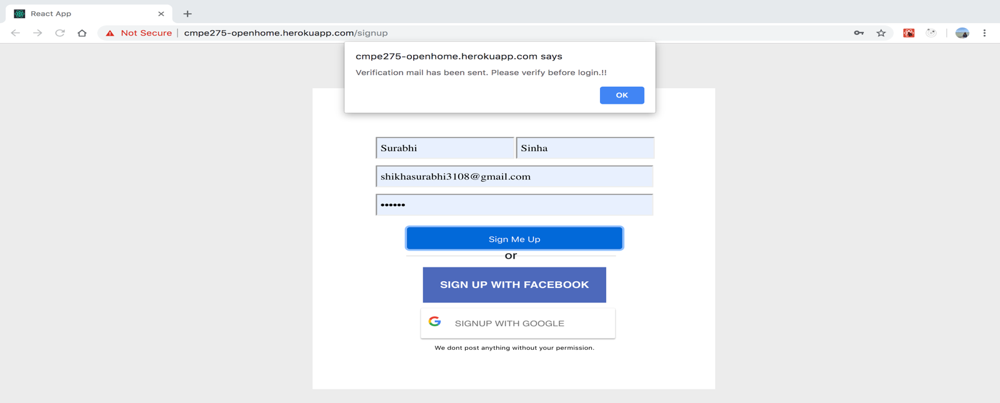 React App
Not Secure | cmpe275-openhome.herokuapp.com/signup
cmpe275-openhome.herokuapp.com says
Verification mail has been sent. Please verify before login.!!
OK
Surabhi Sinha
shikhasurabhi3108@gmail.com
••••••
Sign Me Up
or
SIGN UP WITH FACEBOOK
SIGNUP WITH GOOGLE
We dont post anything without your permission.